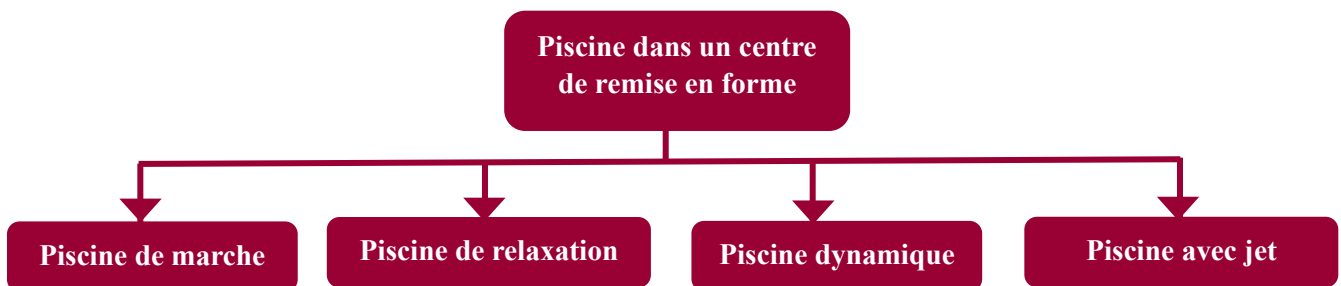 Piscine dans un centre
de remise en forme
Piscine de marche
Piscine de relaxation
Piscine dynamique
Piscine avec jet